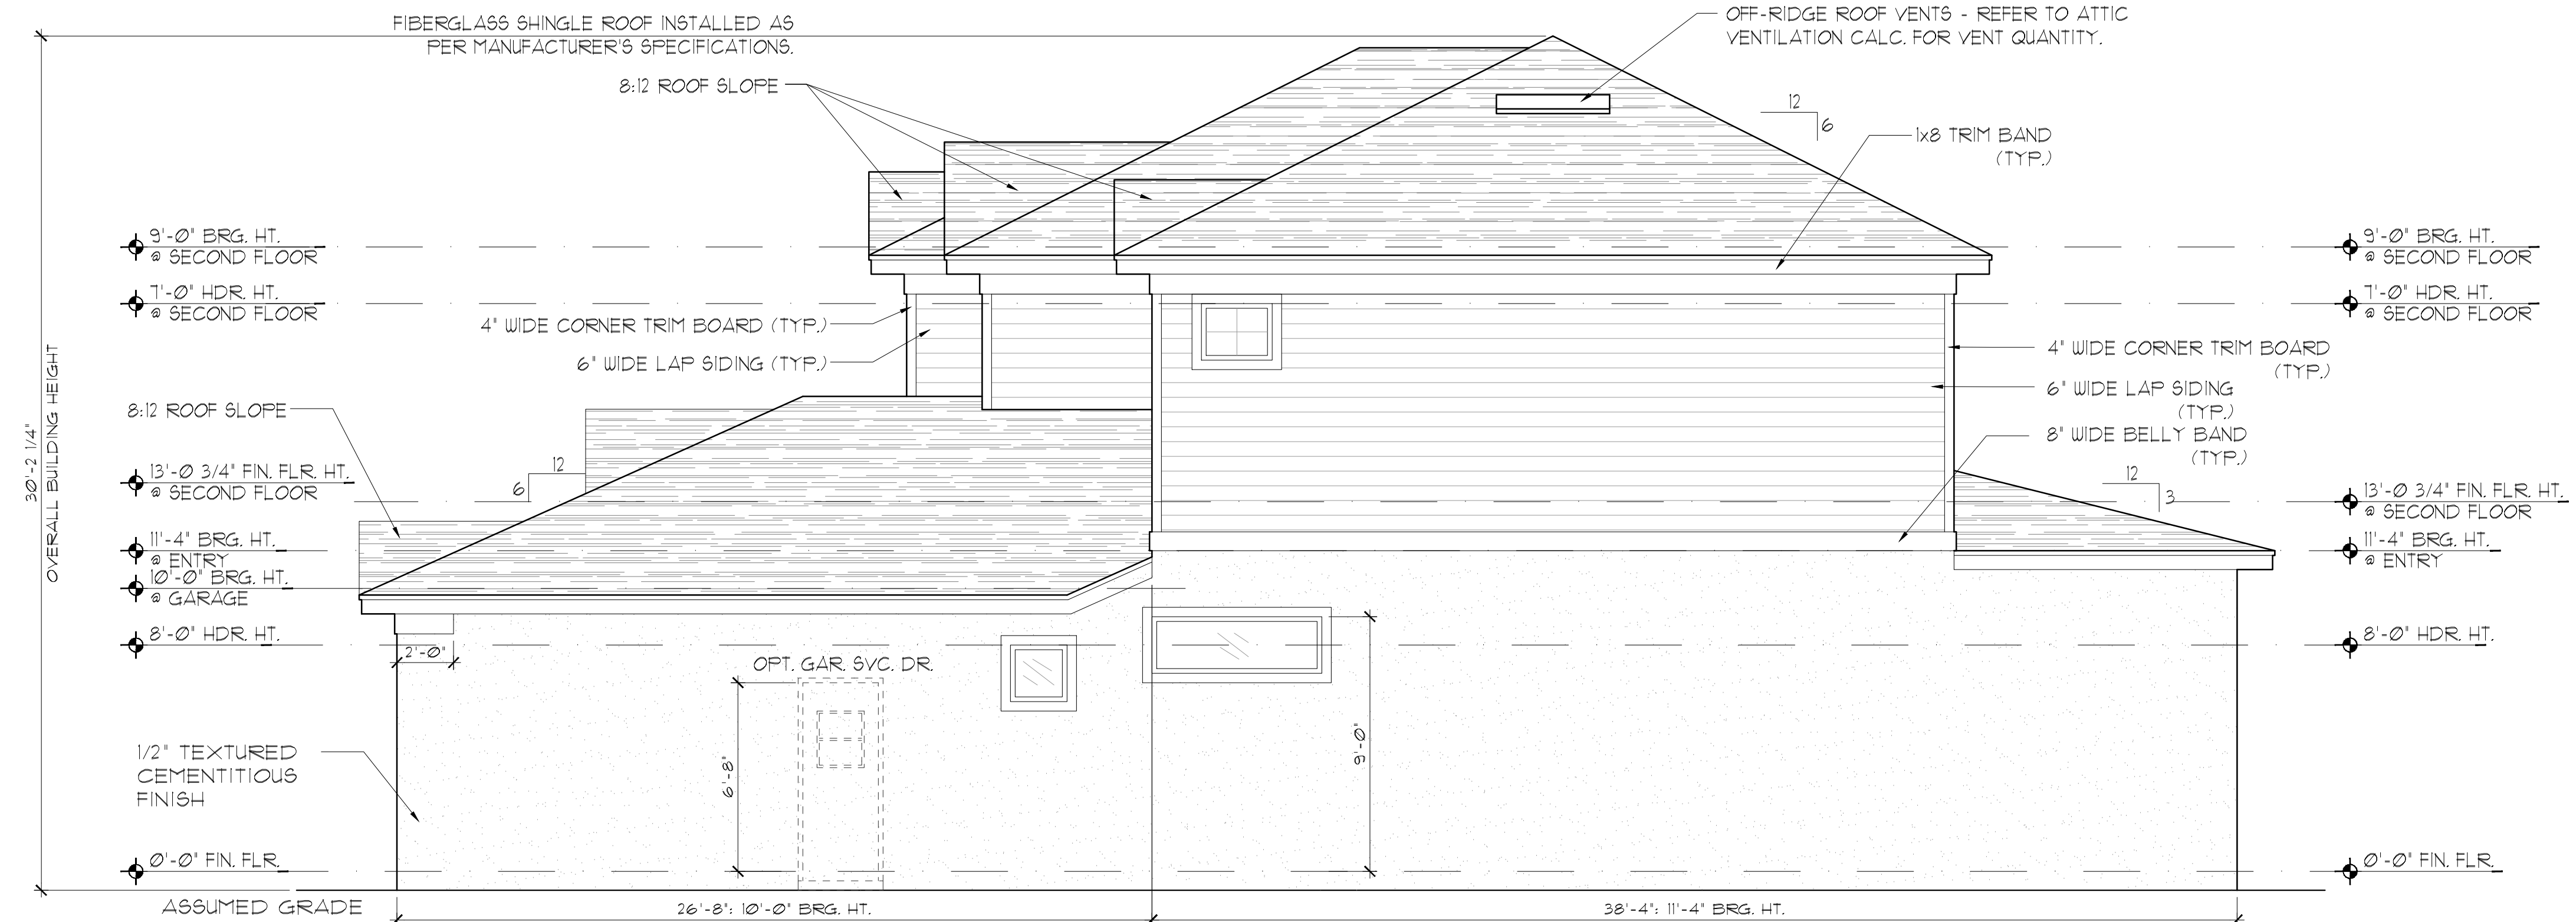 FIBERGLASS SHINGLE ROOF INSTALLED AS
PER MANUFACTURER'S SPECIFICATIONS.
OFF-RIDGE ROOF VENTS - REFER TO ATTIC
VENTILATION CALC. FOR VENT QUANTITY.
8:12 ROOF SLOPE
12
6
1x8 TRIM BAND
(TYP.)
9'-0" BRG. HT.
@ SECOND FLOOR
9'-0" BRG. HT.
@ SECOND FLOOR
7'-0" HDR. HT.
@ SECOND FLOOR
7'-0" HDR. HT.
@ SECOND FLOOR
4" WIDE CORNER TRIM BOARD (TYP.)
6" WIDE LAP SIDING (TYP.)
4" WIDE CORNER TRIM BOARD
(TYP.)
6" WIDE LAP SIDING
(TYP.)
8" WIDE BELLY BAND
(TYP.)
30'-2 1/4"
OVERALL BUILDING HEIGHT
8:12 ROOF SLOPE
12
6
12
3
13'-0 3/4" FIN. FLR. HT.
@ SECOND FLOOR
13'-0 3/4" FIN. FLR. HT.
@ SECOND FLOOR
11'-4" BRG. HT.
@ ENTRY
11'-4" BRG. HT.
@ ENTRY
10'-0" BRG. HT.
@ GARAGE
8'-0" HDR. HT.
8'-0" HDR. HT.
2'-0"
OPT. GAR. SVC. DR.
6'-8"
9'-0"
1/2" TEXTURED
CEMENTITIOUS
FINISH
0'-0" FIN. FLR.
0'-0" FIN. FLR.
ASSUMED GRADE
26'-8": 10'-0" BRG. HT.
38'-4": 11'-4" BRG. HT.